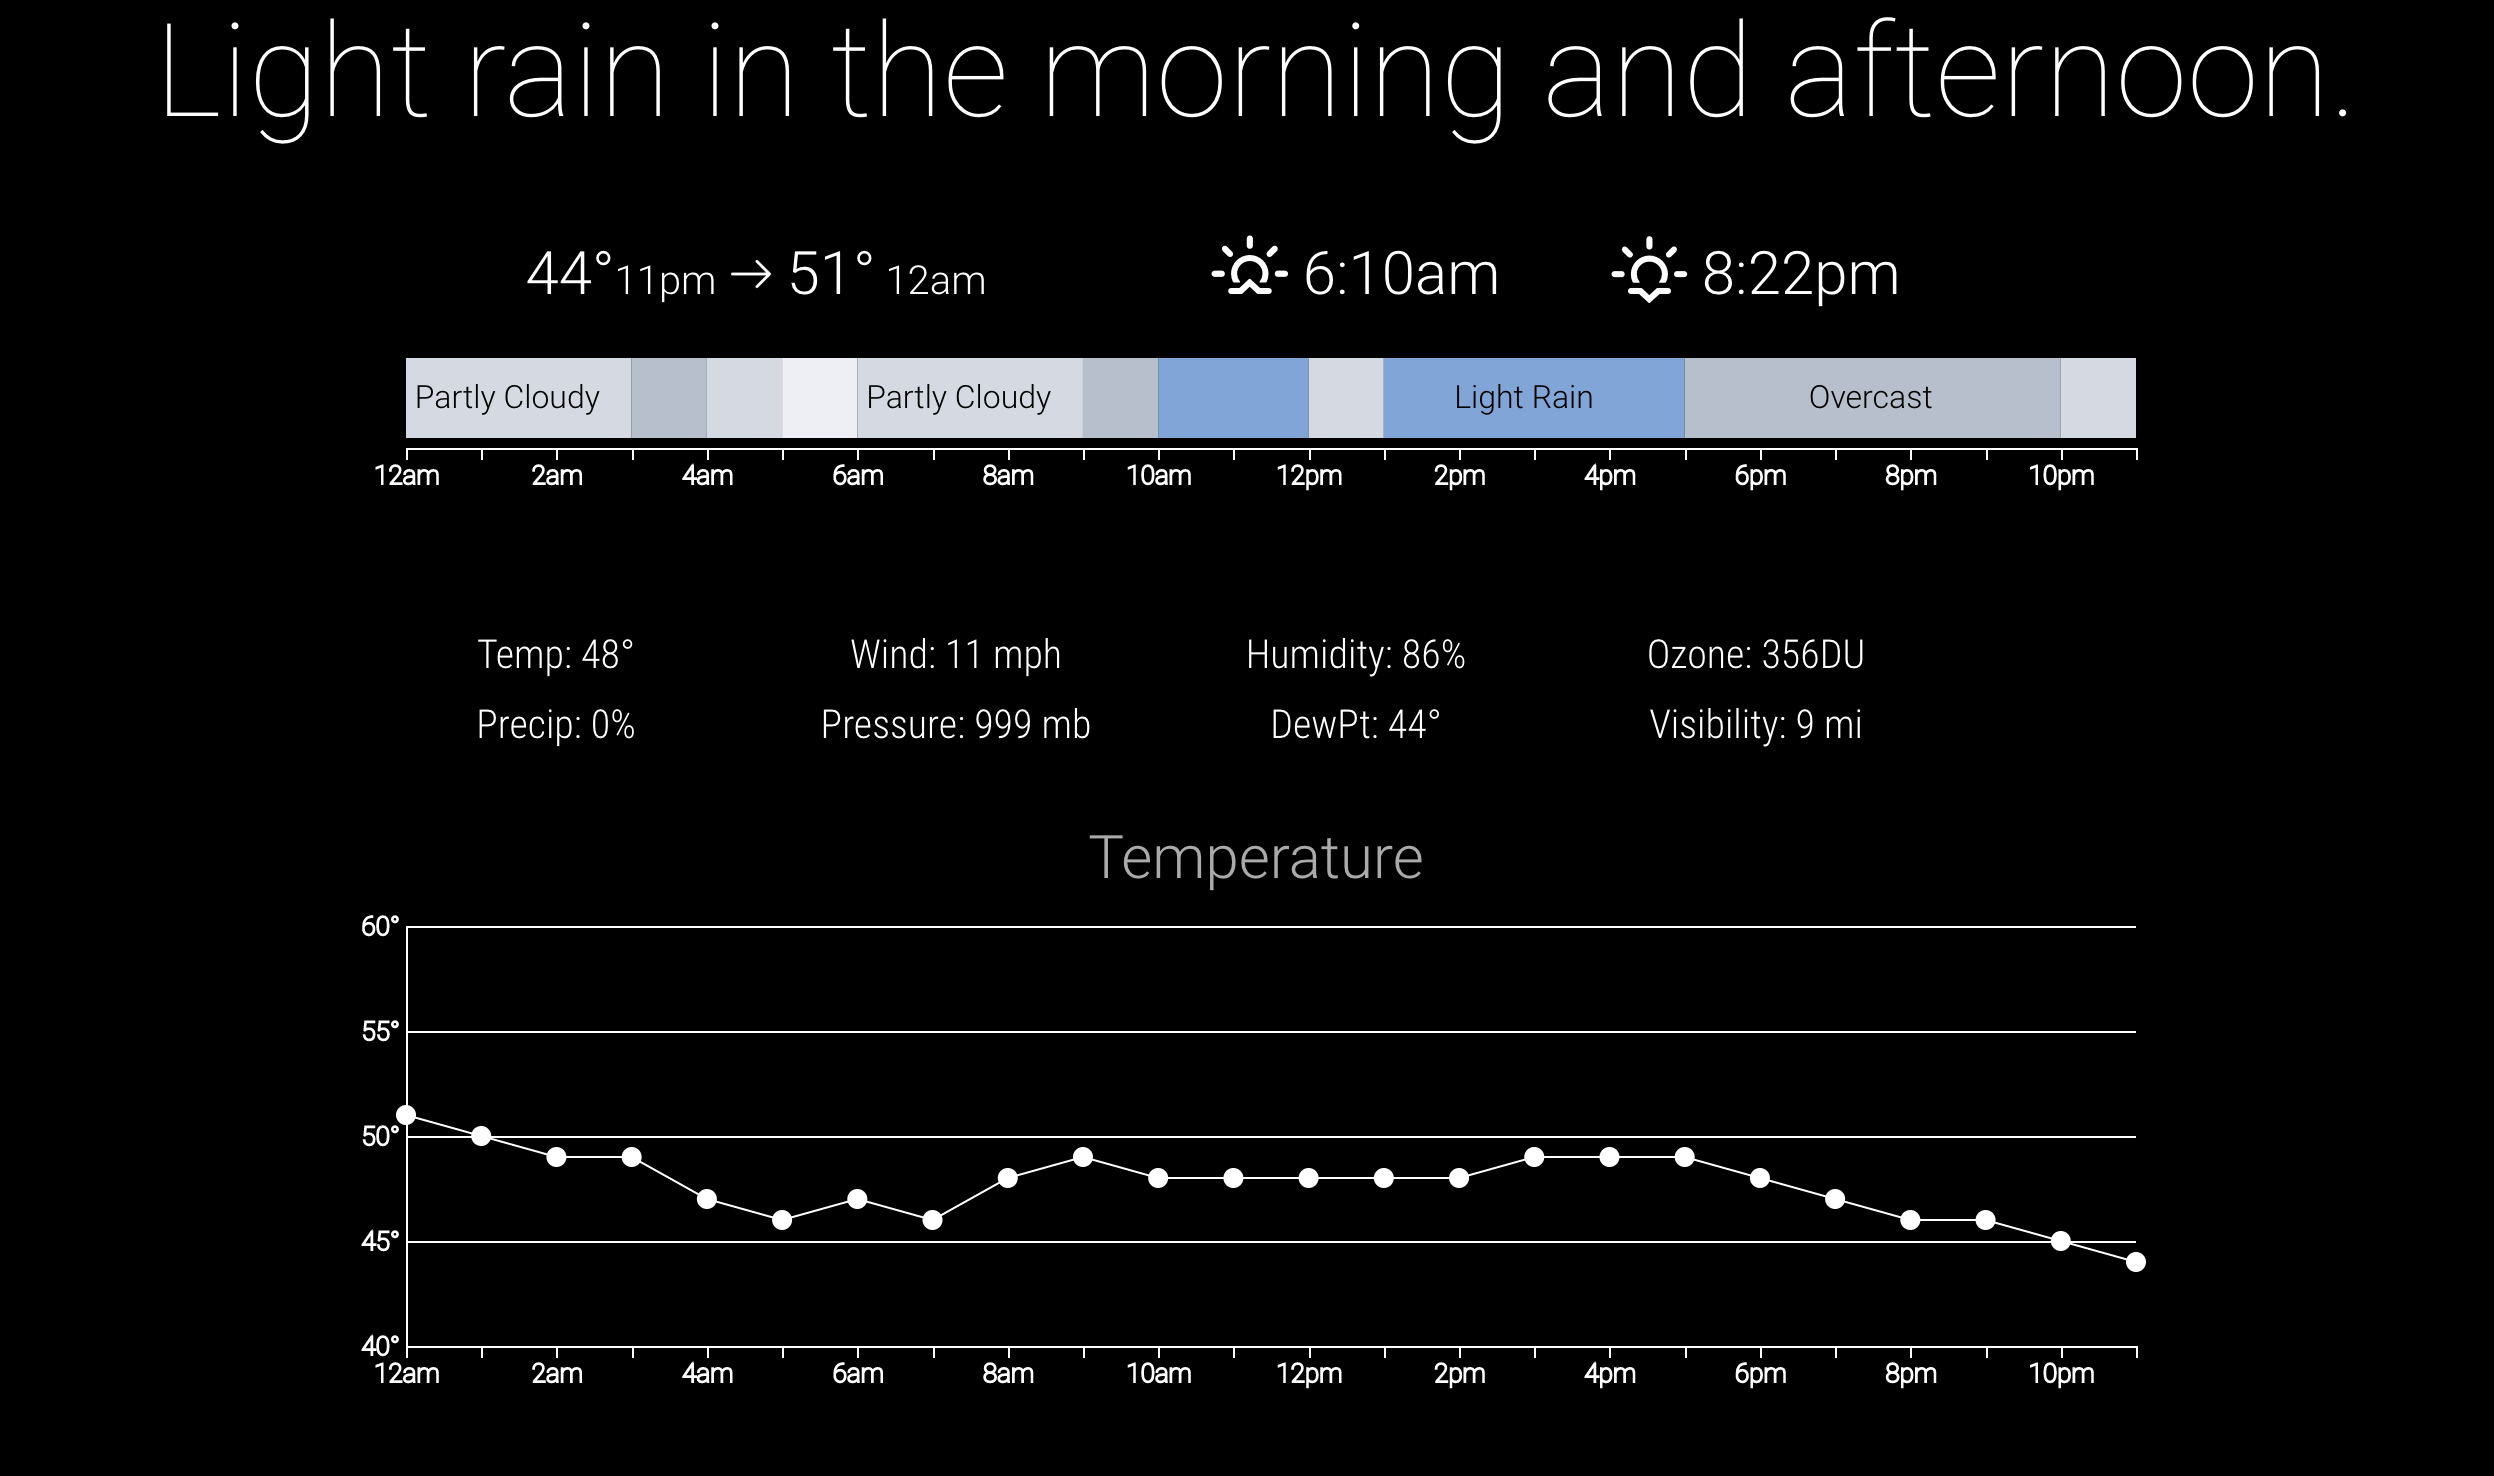 Light rain in the morning and afternoon.
44° 11pm → 51° 12am 6:10am 8:22pm
Partly Cloudy Partly Cloudy Light Rain Overcast
12am 2am 4am 6am 8am 10am 12pm 2pm 4pm 6pm 8pm 10pm
Temp: 48° Wind: 11 mph Humidity: 86% Ozone: 356DU
Precip: 0% Pressure: 999 mb DewPt: 44° Visibility: 9 mi
Temperature
60°
55°
50°
45°
40°
12am 2am 4am 6am 8am 10am 12pm 2pm 4pm 6pm 8pm 10pm